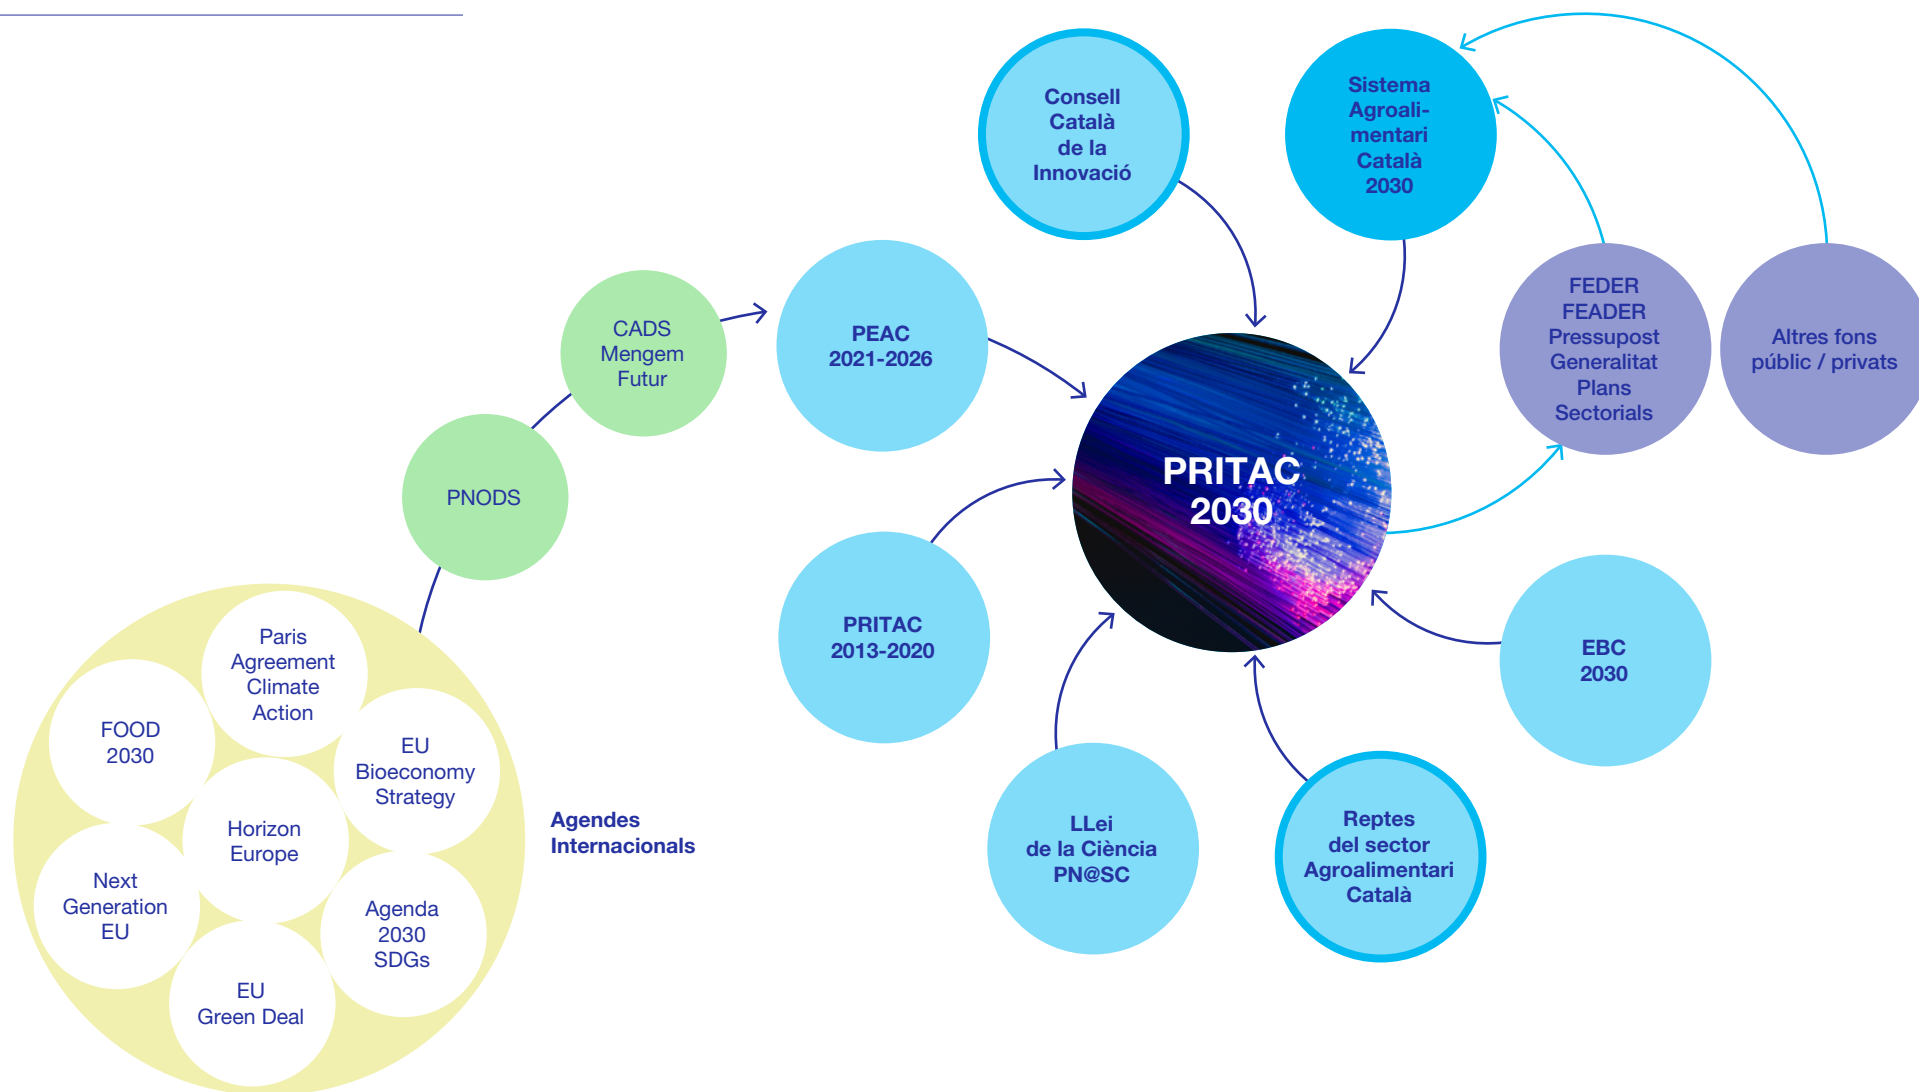 Consell
Català
de la
Innovació
Sistema
Agroali-
mentari
Català
2030
FEDER
FEADER
Pressupost
Generalitat
Plans
Sectorials
Altres fons
públic / privats
CADS
Mengem
Futur
PEAC
2021-2026
PNODS
PRITAC
2030
PRITAC
2013-2020
EBC
2030
LLei
de la Ciència
PN@SC
Reptes
del sector
Agroalimentari
Català
Agendes
Internacionals
Paris
Agreement
Climate
Action
FOOD
2030
EU
Bioeconomy
Strategy
Horizon
Europe
Next
Generation
EU
Agenda
2030
SDGs
EU
Green Deal